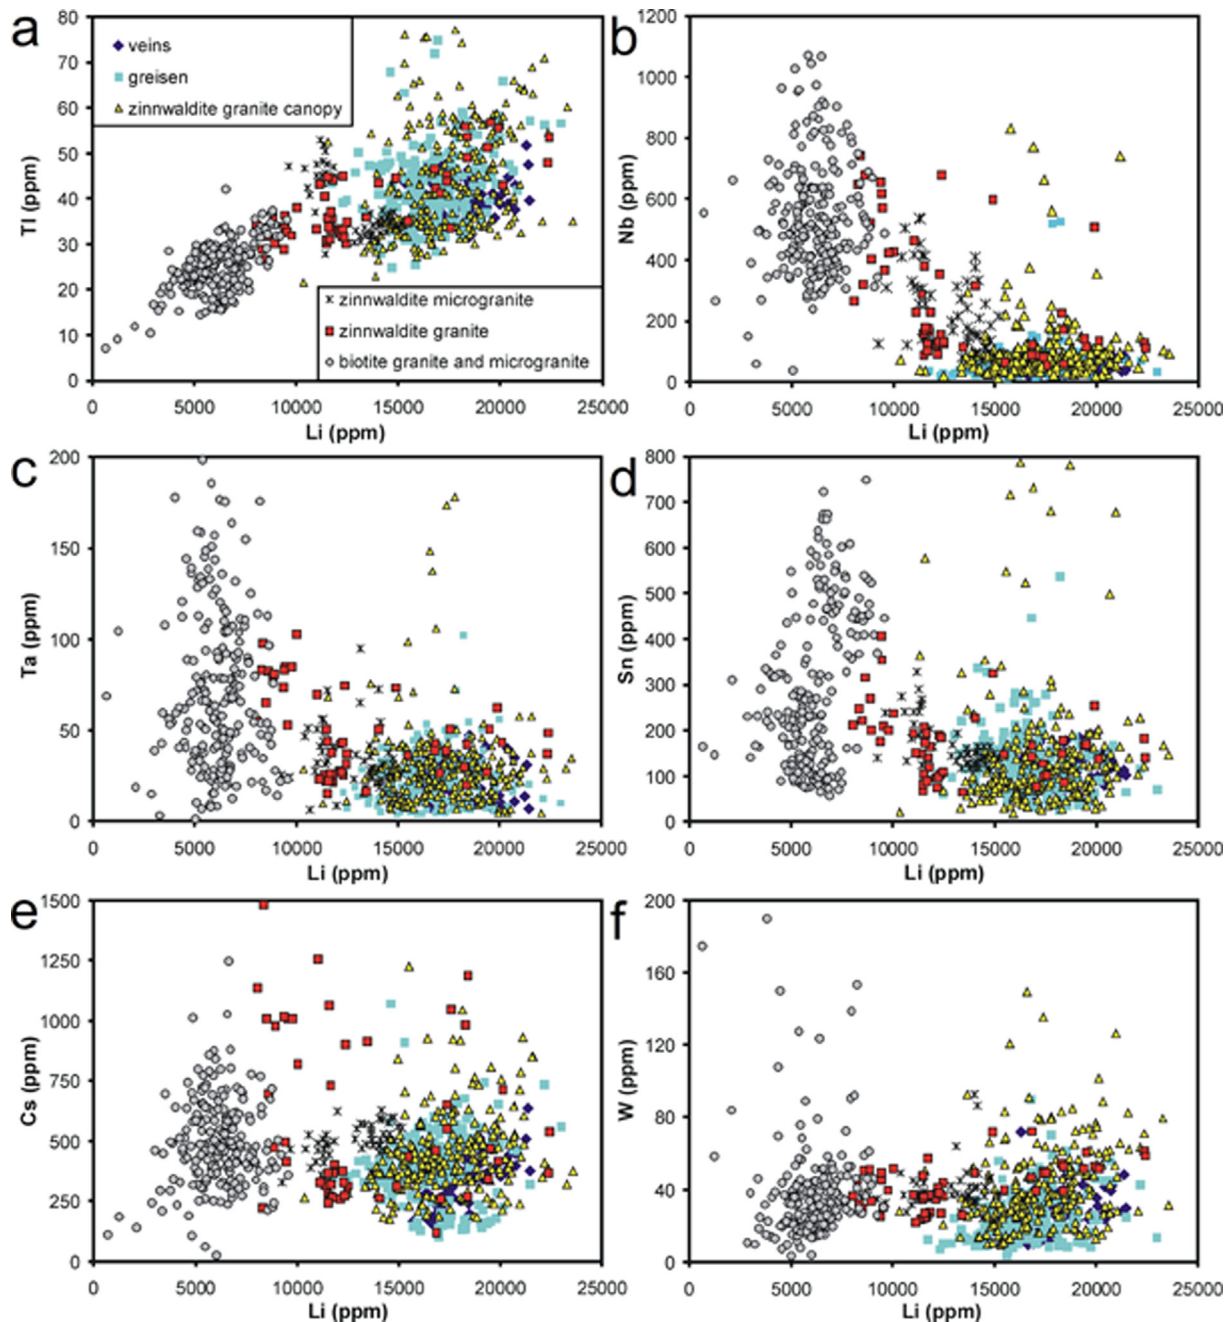 a
80
70
60
50
40
30
20
10
0
Tl (ppm)
veins
greisen
zinnwaldite granite canopy
zinnwaldite microgranite
zinnwaldite granite
biotite granite and microgranite
0 5000 10000 15000 20000 25000
Li (ppm)
b
1200
1000
800
600
400
200
0
Nb (ppm)
0 5000 10000 15000 20000 25000
Li (ppm)
c
200
150
100
50
0
Ta (ppm)
0 5000 10000 15000 20000 25000
Li (ppm)
d
800
700
600
500
400
300
200
100
0
Sn (ppm)
0 5000 10000 15000 20000 25000
Li (ppm)
e
1500
1250
1000
750
500
250
0
Cs (ppm)
0 5000 10000 15000 20000 25000
Li (ppm)
f
200
160
120
80
40
0
W (ppm)
0 5000 10000 15000 20000 25000
Li (ppm)